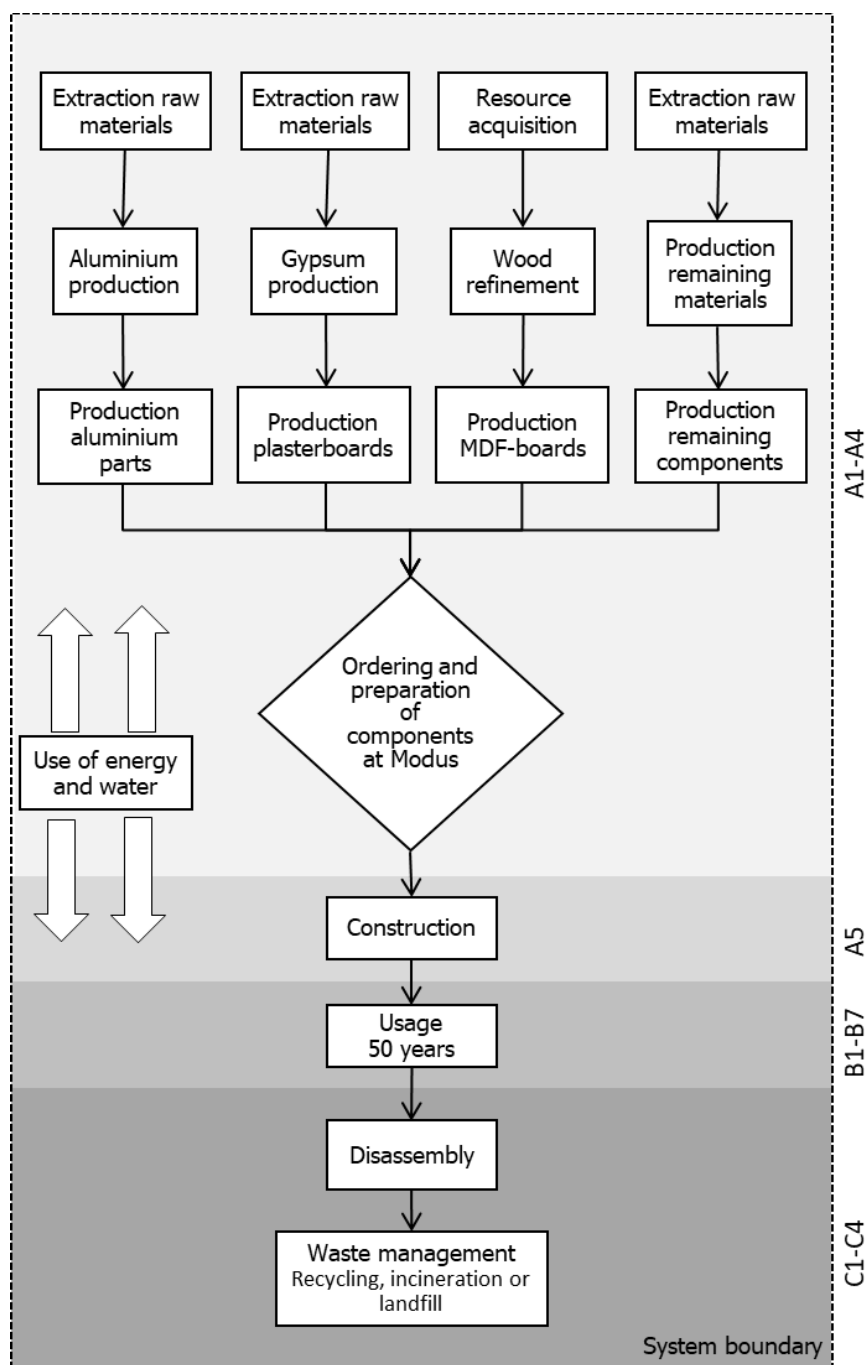 Extraction raw
materials
Extraction raw
materials
Resource
acquisition
Extraction raw
materials
Aluminium
production
Gypsum
production
Wood
refinement
Production
remaining
materials
Production
aluminium
parts
Production
plasterboards
Production
MDF-boards
Production
remaining
components
A1-A4
Ordering and
preparation
of
components
at Modus
Use of energy
and water
Construction
A5
Usage
50 years
B1-B7
Disassembly
Waste management
Recycling, incineration or
landfill
C1-C4
System boundary